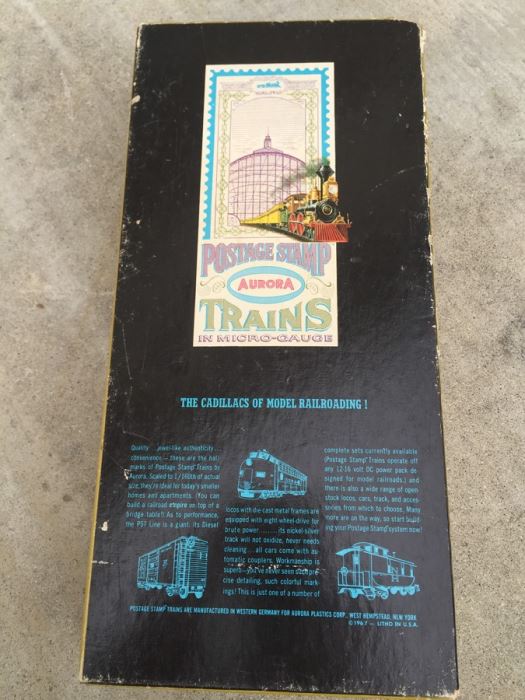 POSTAGE STAMP
AURORA
TRAINS
IN MICRO-GAUGE
THE CADILLACS OF MODEL RAILROADING !
Quality jewel-like authenticity
convenience — these are the hall
marks of Postage Stamp Trains by
Aurora. Scaled to 1/160th of actual
size, they're ideal for today's smaller
homes and apartments. (You can
build a railroad empire on top of a
bridge table!) As to performance,
the PST Line is a giant. Its Diesel
locos with die-cast metal frames are
equipped with eight wheel-drive for
brute power........its nickel-silver
track will not oxidize, never needs
cleaning... all cars come with au-
tomatic couplers. Workmanship is
superb—you've never seen such pre-
cise detailing, such colorful mark-
ings! This is just one of a number of
complete sets currently available
(Postage Stamp Trains operate off
any 12-16 volt DC power pack de-
signed for model railroads.) and
there is also a wide range of open
stock locos, cars, track, and acces-
sories from which to choose. Many
more are on the way, so start build-
ing your Postage Stamp system now!
POSTAGE STAMP TRAINS ARE MANUFACTURED IN WESTERN GERMANY FOR AURORA PLASTICS CORP., WEST HEMPSTEAD, NEW YORK
© 1967 — LITHO IN U.S.A.